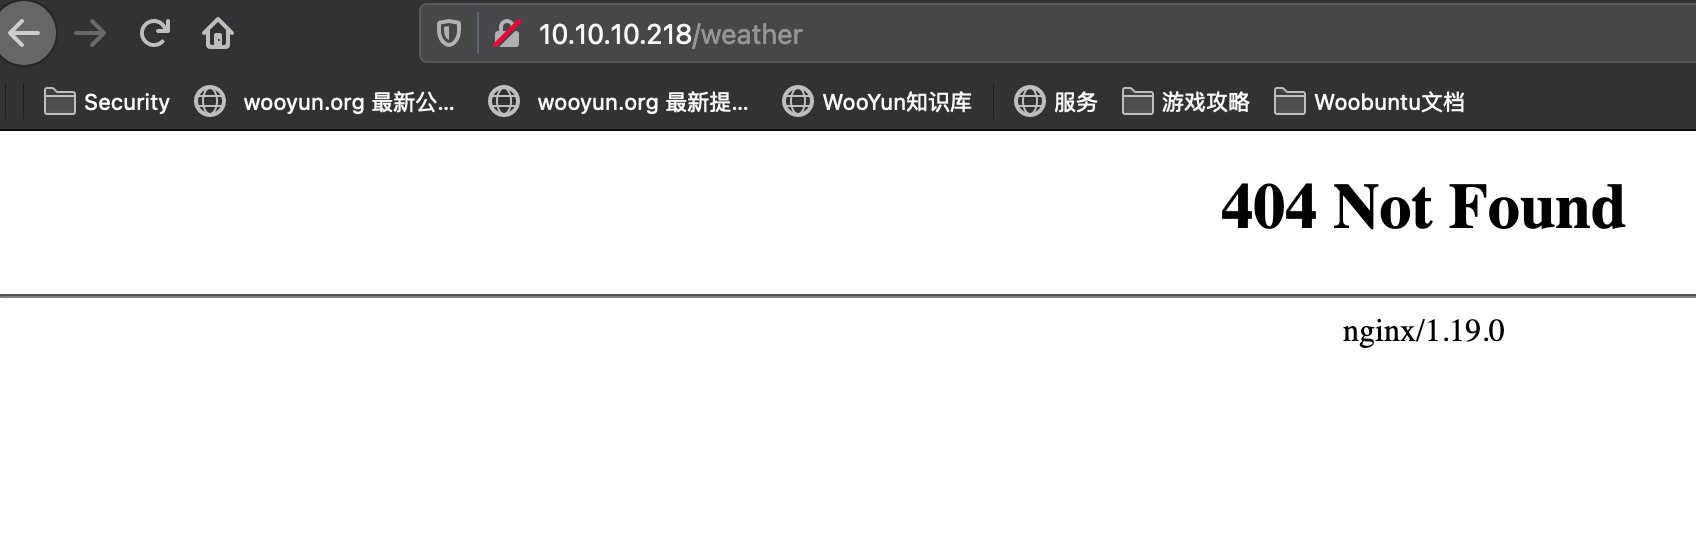 10.10.10.218/weather
Security wooyun.org 最新公... wooyun.org 最新提... WooYun知识库 服务 游戏攻略 Woobuntu文档
404 Not Found
nginx/1.19.0